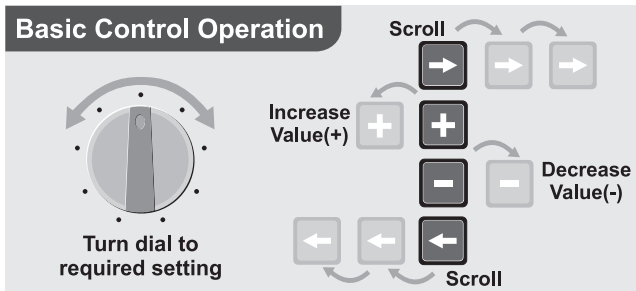 Basic Control Operation
Scroll
Increase
Value(+)
Decrease
Value(-)
Turn dial to
required setting
Scroll